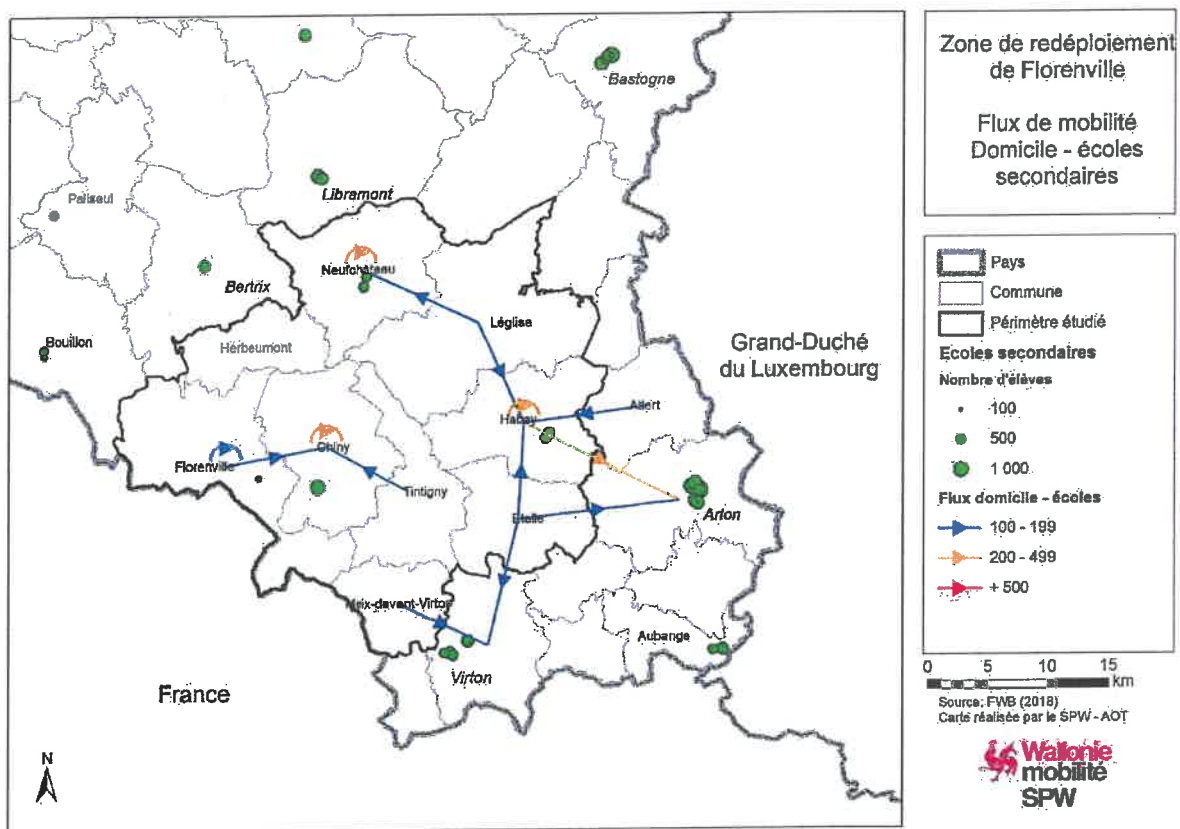 Zone de redéploiement
de Florenville
Flux de mobilité
Domicile - écoles
secondaires
Bastogne
Libramont
Paliseul
Neufchâteau
Bertrix
Léglise
Bouillon
Herbeumont
Grand-Duché
du Luxembourg
Habay
Attert
Chiny
Florenville
Tintigny
Etalle
Arlon
Meix-devant-Virton
Aubange
Virton
France
N
Pays
Commune
Périmètre étudié
Ecoles secondaires
Nombre d'élèves
100
500
1 000
Flux domicile - écoles
100 - 199
200 - 499
+ 500
0 5 10 15
km
Source: FWB (2018)
Carte réalisée par le SPW - AOT
Wallonie
mobilité
SPW